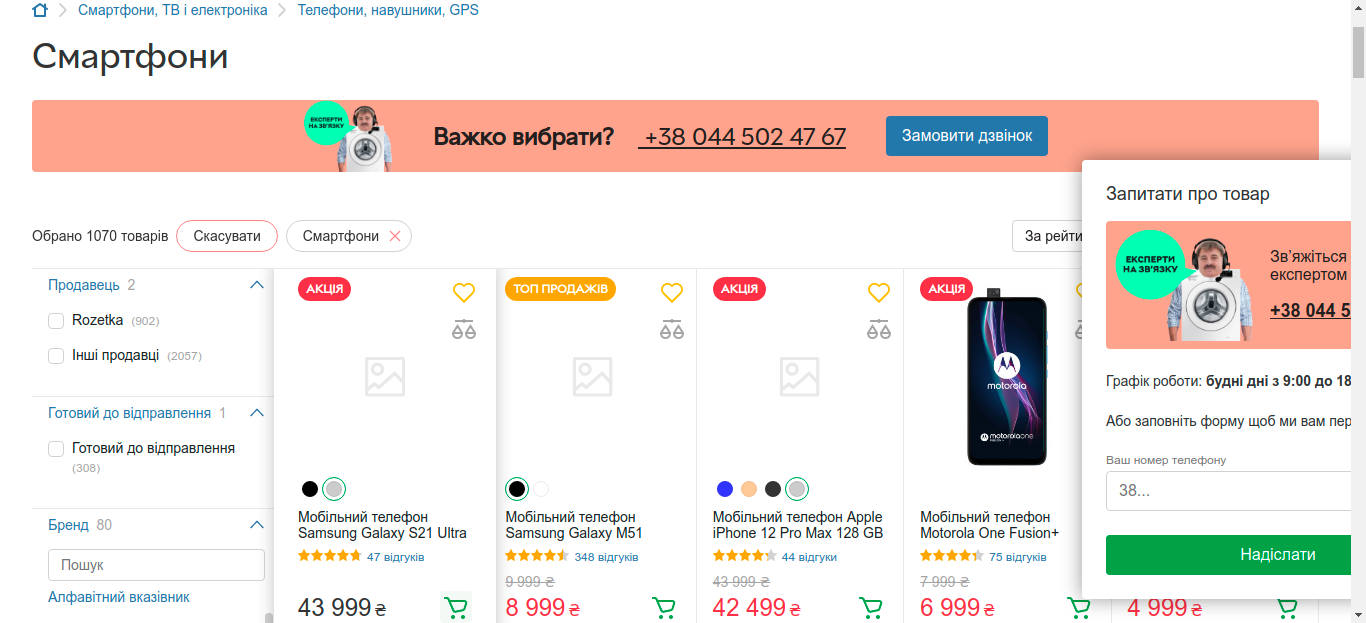 Смартфони, ТВ і електроніка
Телефони, навушники, GPS
Смартфони
ЕКСПЕРТИ
НА ЗВ'ЯЗКУ
Важко вибрати?
+38 044 502 47 67
Замовити дзвінок
Обрано 1070 товарів
Скасувати
Смартфони
За рейти
Продавець 2
Rozetka (902)
Інші продавці (2057)
Готовий до відправлення 1
Готовий до відправлення
(308)
Бренд 80
Пошук
Алфавітний вказівник
АКЦІЯ
Мобільний телефон
Samsung Galaxy S21 Ultra
47 відгуків
43 999 ₴
ТОП ПРОДАЖІВ
Мобільний телефон
Samsung Galaxy M51
348 відгуків
9 999 ₴
8 999 ₴
АКЦІЯ
Мобільний телефон Apple
iPhone 12 Pro Max 128 GB
44 відгуки
43 999 ₴
42 499 ₴
АКЦІЯ
motorola
motorola one
Мобільний телефон
Motorola One Fusion+
75 відгуків
7 999 ₴
6 999 ₴
4 999 ₴
Запитати про товар
ЕКСПЕРТИ
НА ЗВ'ЯЗКУ
Зв’яжіться
експертом
+38 044 5
Графік роботи: будні дні з 9:00 до 18
Або заповніть форму щоб ми вам пер
Ваш номер телефону
38...
Надіслати